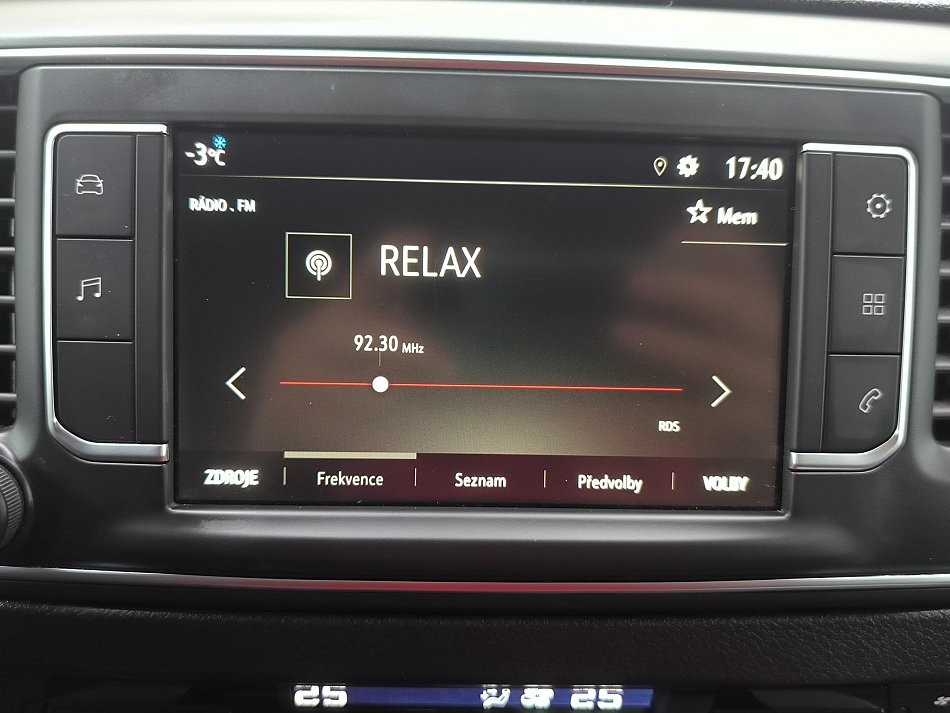 -3°C 17:40
RÁDIO . FM
Mem
RELAX
92.30 MHz
RDS
ZDROJE Frekvence Seznam Předvolby VOLBY
25 25